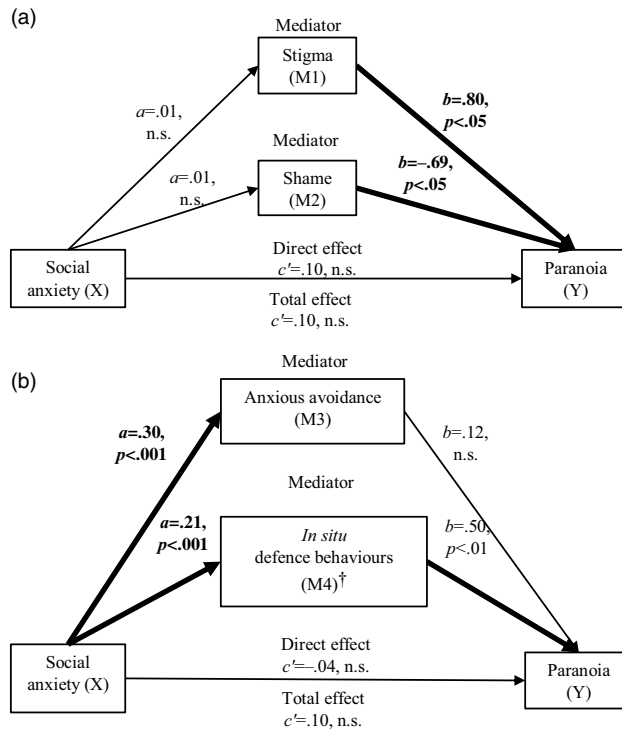 (a)
Mediator
Stigma
(M1)
a=.01,
n.s.
b=.80,
p<.05
Mediator
Shame
(M2)
a=.01,
n.s.
b=–.69,
p<.05
Social
anxiety (X)
Direct effect
c'=.10, n.s.
Total effect
c'=.10, n.s.
Paranoia
(Y)
(b)
Mediator
Anxious avoidance
(M3)
a=.30,
p<.001
b=.12,
n.s.
Mediator
In situ
defence behaviours
(M4)†
a=.21,
p<.001
b=.50,
p<.01
Social
anxiety (X)
Direct effect
c'=–.04, n.s.
Total effect
c'=.10, n.s.
Paranoia
(Y)